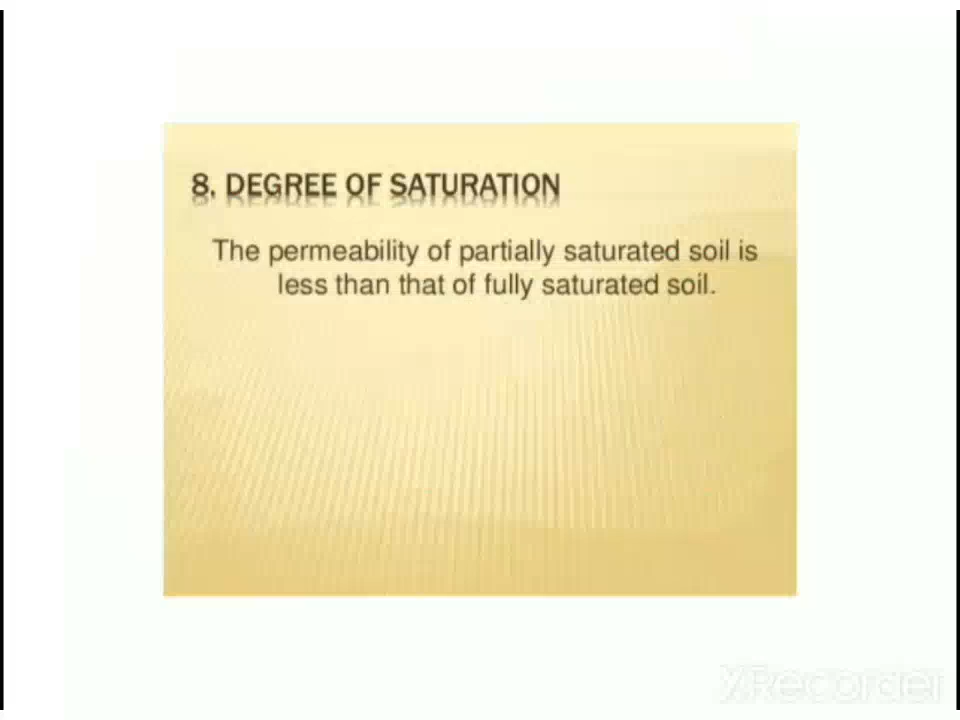 8. DEGREE OF SATURATION
The permeability of partially saturated soil is
less than that of fully saturated soil.
XRecorder